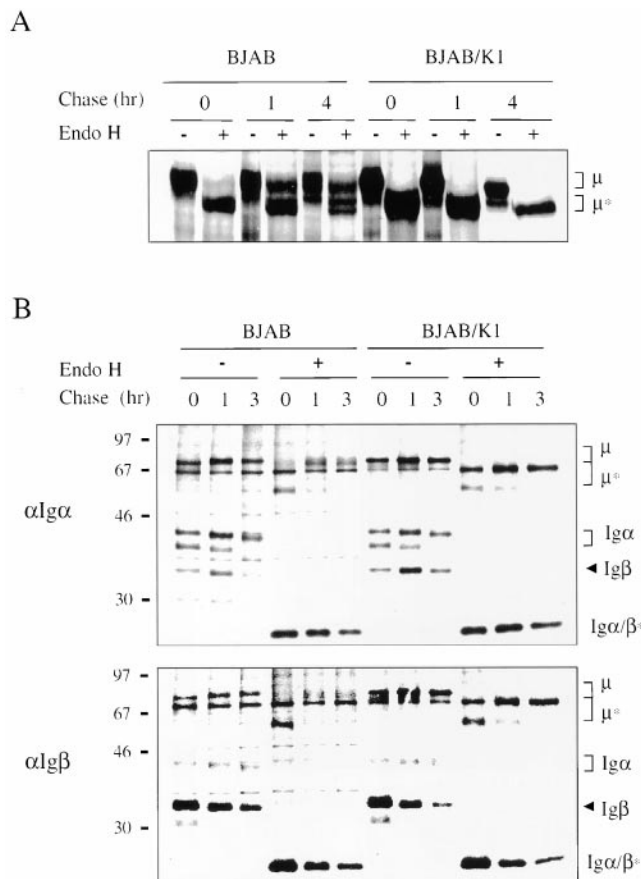 A
BJAB BJAB/K1
Chase (hr) 0 1 4 0 1 4
Endo H - + - + - + - + - + - +
μ
μ*
B
BJAB BJAB/K1
Endo H - + - +
Chase (hr) 0 1 3 0 1 3 0 1 3 0 1 3
αIgα
97
67
46
30
μ
μ*
Igα
Igβ
Igα/β*
αIgβ
97
67
46
30
μ
μ*
Igα
Igβ
Igα/β*